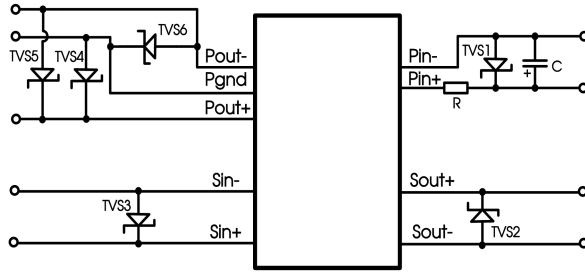 TVS5
TVS4
TVS6
Pout-
Pgnd
Pout+
Sin-
TVS3
Sin+
Pin-
TVS1
Pin+
+
C
R
Sout+
Sout-
TVS2